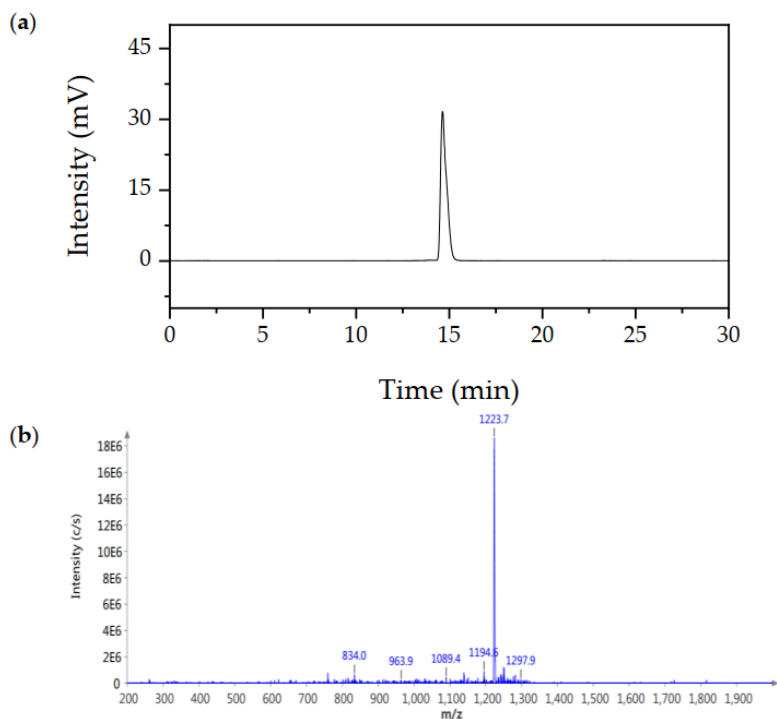 (a)
45
30
15
0
Intensity (mV)
0 5 10 15 20 25 30
Time (min)
(b)
1223.7
18E6
16E6
14E6
12E6
10E6
8E6
6E6
4E6
2E6
0
Intensity (c/s)
834.0 963.9 1089.4 1194.6 1297.9
200 300 400 500 600 700 800 900 1,000 1,100 1,200 1,300 1,400 1,500 1,600 1,700 1,800 1,900
m/z